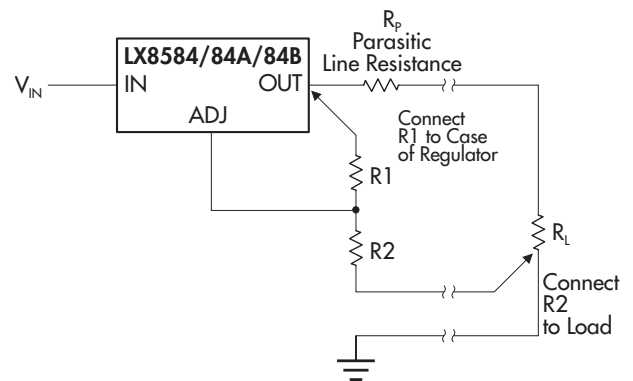 R_P
Parasitic
Line Resistance
LX8584/84A/84B
V_IN
IN
OUT
ADJ
Connect
R1 to Case
of Regulator
R1
R2
R_L
Connect
R2
to Load